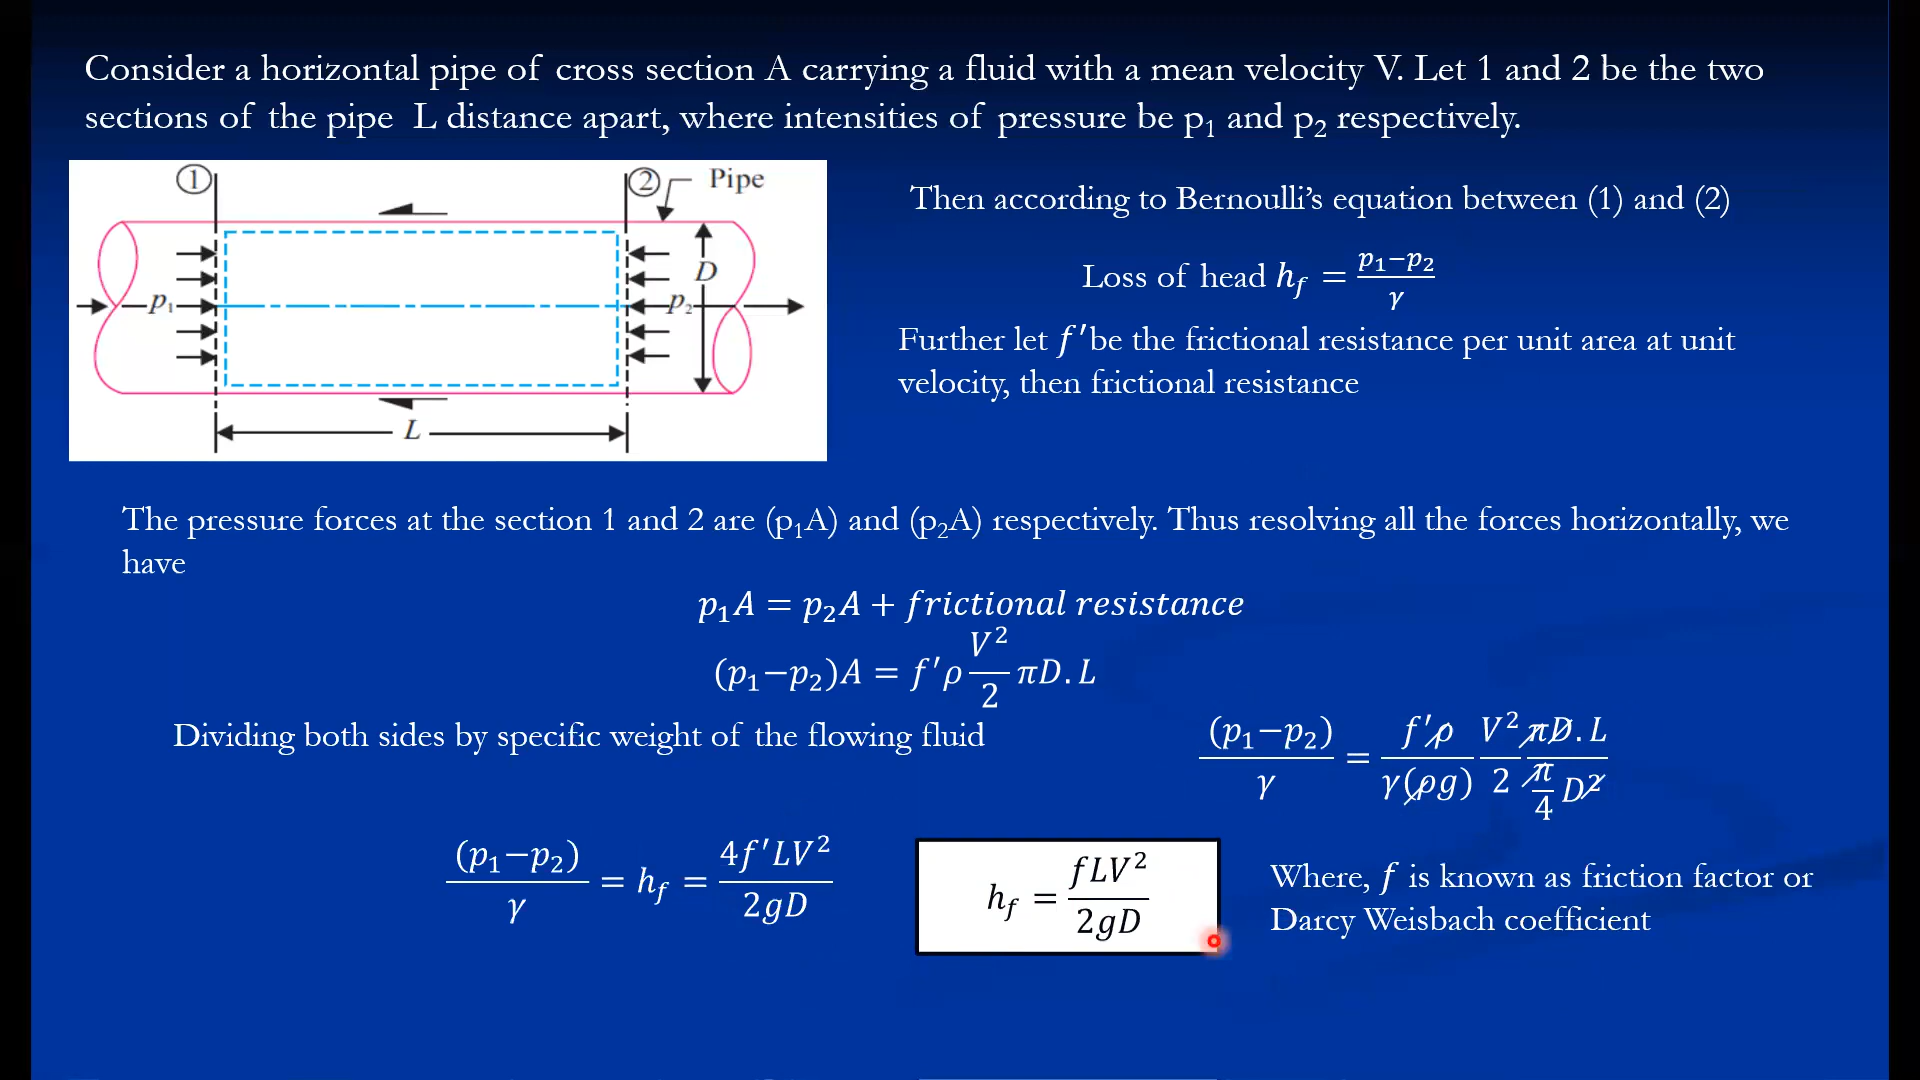 Consider a horizontal pipe of cross section A carrying a fluid with a mean velocity V. Let 1 and 2 be the two
sections of the pipe L distance apart, where intensities of pressure be p₁ and p₂ respectively.
① ② Pipe
D
p₁ p₂
L
Then according to Bernoulli's equation between (1) and (2)
Loss of head h_f = (p₁−p₂)/γ
Further let f′be the frictional resistance per unit area at unit
velocity, then frictional resistance
The pressure forces at the section 1 and 2 are (p₁A) and (p₂A) respectively. Thus resolving all the forces horizontally, we
have
p₁A = p₂A + frictional resistance
(p₁−p₂)A = f′ρ V²/2 πD.L
Dividing both sides by specific weight of the flowing fluid
(p₁−p₂)/γ = f′ρ/γ(ρg) V²/2 πD.L/(π/4 D²)
(p₁−p₂)/γ = h_f = 4f′LV²/2gD
h_f = fLV²/2gD
Where, f is known as friction factor or
Darcy Weisbach coefficient